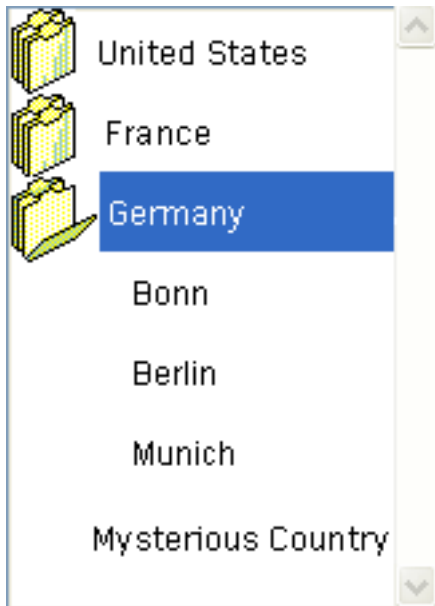 United States
France
Germany
Bonn
Berlin
Munich
Mysterious Country